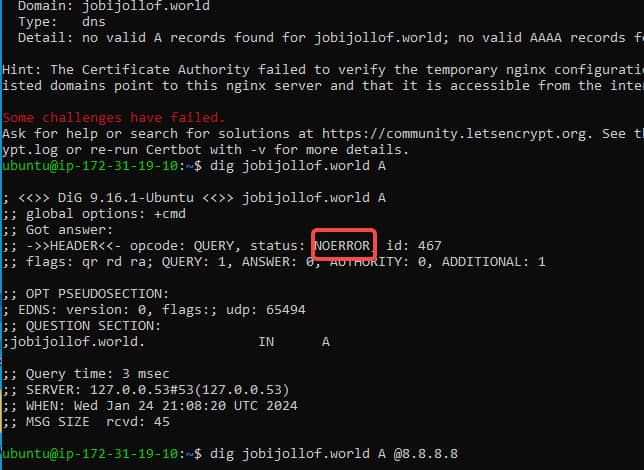 Domain: jobijollof.world
Type: dns
Detail: no valid A records found for jobijollof.world; no valid AAAA records f
Hint: The Certificate Authority failed to verify the temporary nginx configurati
isted domains point to this nginx server and that it is accessible from the inte
Some challenges have failed.
Ask for help or search for solutions at https://community.letsencrypt.org. See th
ypt.log or re-run Certbot with -v for more details.
ubuntu@ip-172-31-19-10:~$ dig jobijollof.world A
; <<>> DiG 9.16.1-Ubuntu <<>> jobijollof.world A
;; global options: +cmd
;; Got answer:
;; ->>HEADER<<- opcode: QUERY, status: NOERROR, id: 467
;; flags: qr rd ra; QUERY: 1, ANSWER: 0, AUTHORITY: 0, ADDITIONAL: 1
;; OPT PSEUDOSECTION:
; EDNS: version: 0, flags:; udp: 65494
;; QUESTION SECTION:
;jobijollof.world. IN A
;; Query time: 3 msec
;; SERVER: 127.0.0.53#53(127.0.0.53)
;; WHEN: Wed Jan 24 21:08:20 UTC 2024
;; MSG SIZE rcvd: 45
ubuntu@ip-172-31-19-10:~$ dig jobijollof.world A @8.8.8.8